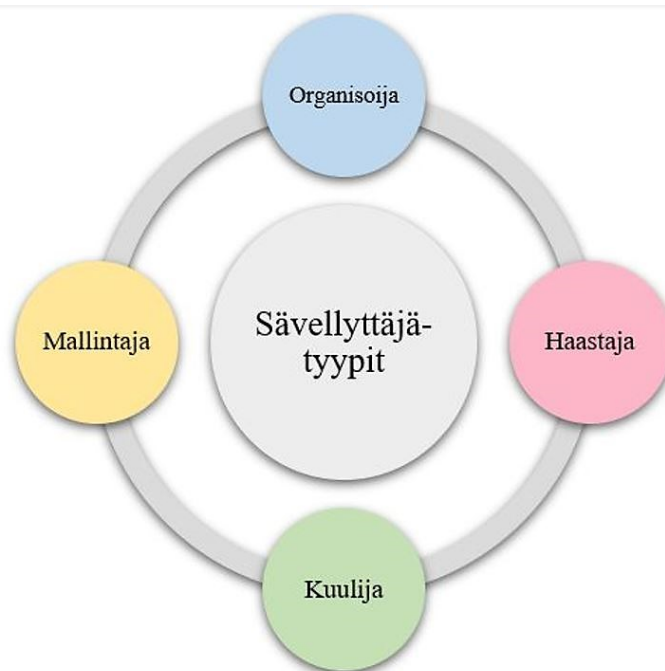 Organisoija
Mallintaja
Sävellyttäjä-
tyypit
Haastaja
Kuulija